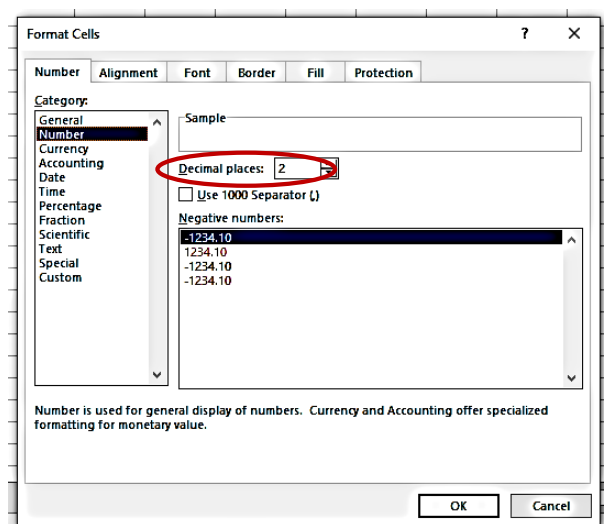 Format Cells ? ×
Number Alignment Font Border Fill Protection
Category:
General
Number
Currency
Accounting
Date
Time
Percentage
Fraction
Scientific
Text
Special
Custom
Sample
Decimal places: 2
Use 1000 Separator (,)
Negative numbers:
-1234.10
1234.10
-1234.10
-1234.10
Number is used for general display of numbers. Currency and Accounting offer specialized
formatting for monetary value.
OK Cancel